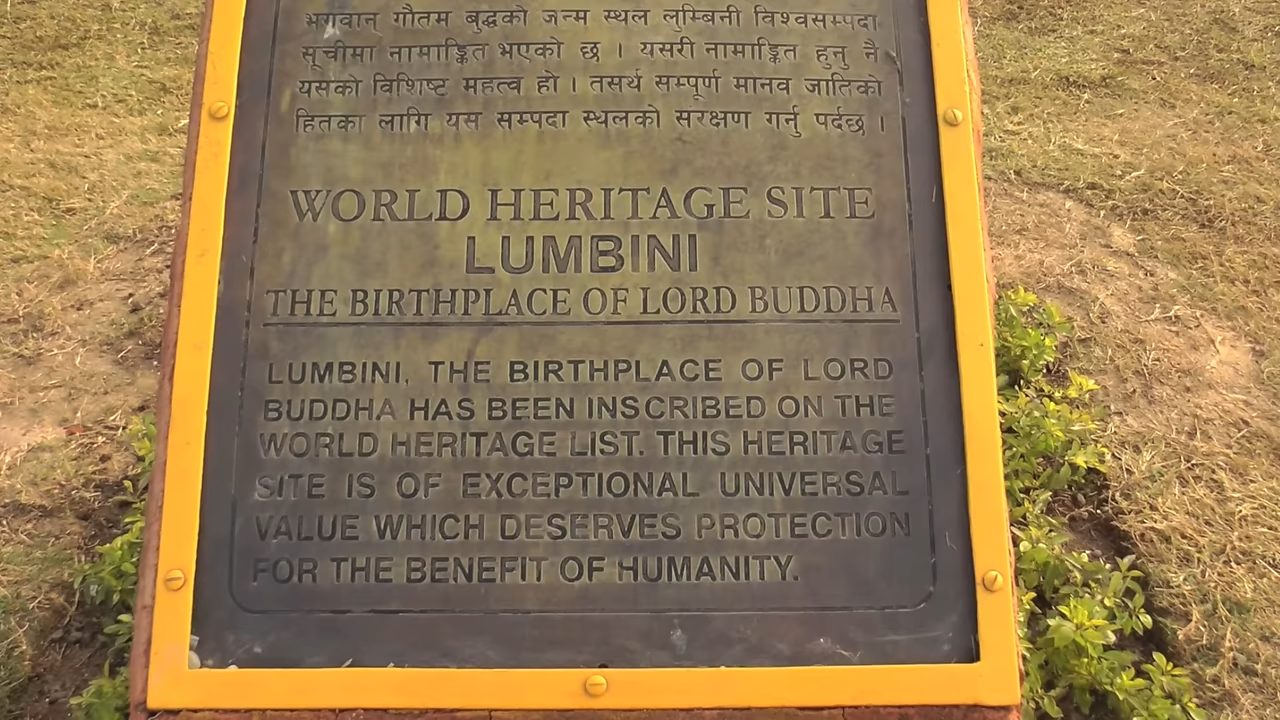 भगवान् गौतम बुद्धको जन्म स्थल लुम्बिनी विश्वसम्पदा
सूचीमा नामाङ्कित भएको छ । यसरी नामाङ्कित हुनु नै
यसको विशिष्ट महत्व हो । तसर्थ सम्पूर्ण मानव जातिको
हितका लागि यस सम्पदा स्थलको संरक्षण गर्नु पर्दछ ।
WORLD HERITAGE SITE
LUMBINI
THE BIRTHPLACE OF LORD BUDDHA
LUMBINI, THE BIRTHPLACE OF LORD
BUDDHA HAS BEEN INSCRIBED ON THE
WORLD HERITAGE LIST. THIS HERITAGE
SITE IS OF EXCEPTIONAL UNIVERSAL
VALUE WHICH DESERVES PROTECTION
FOR THE BENEFIT OF HUMANITY.